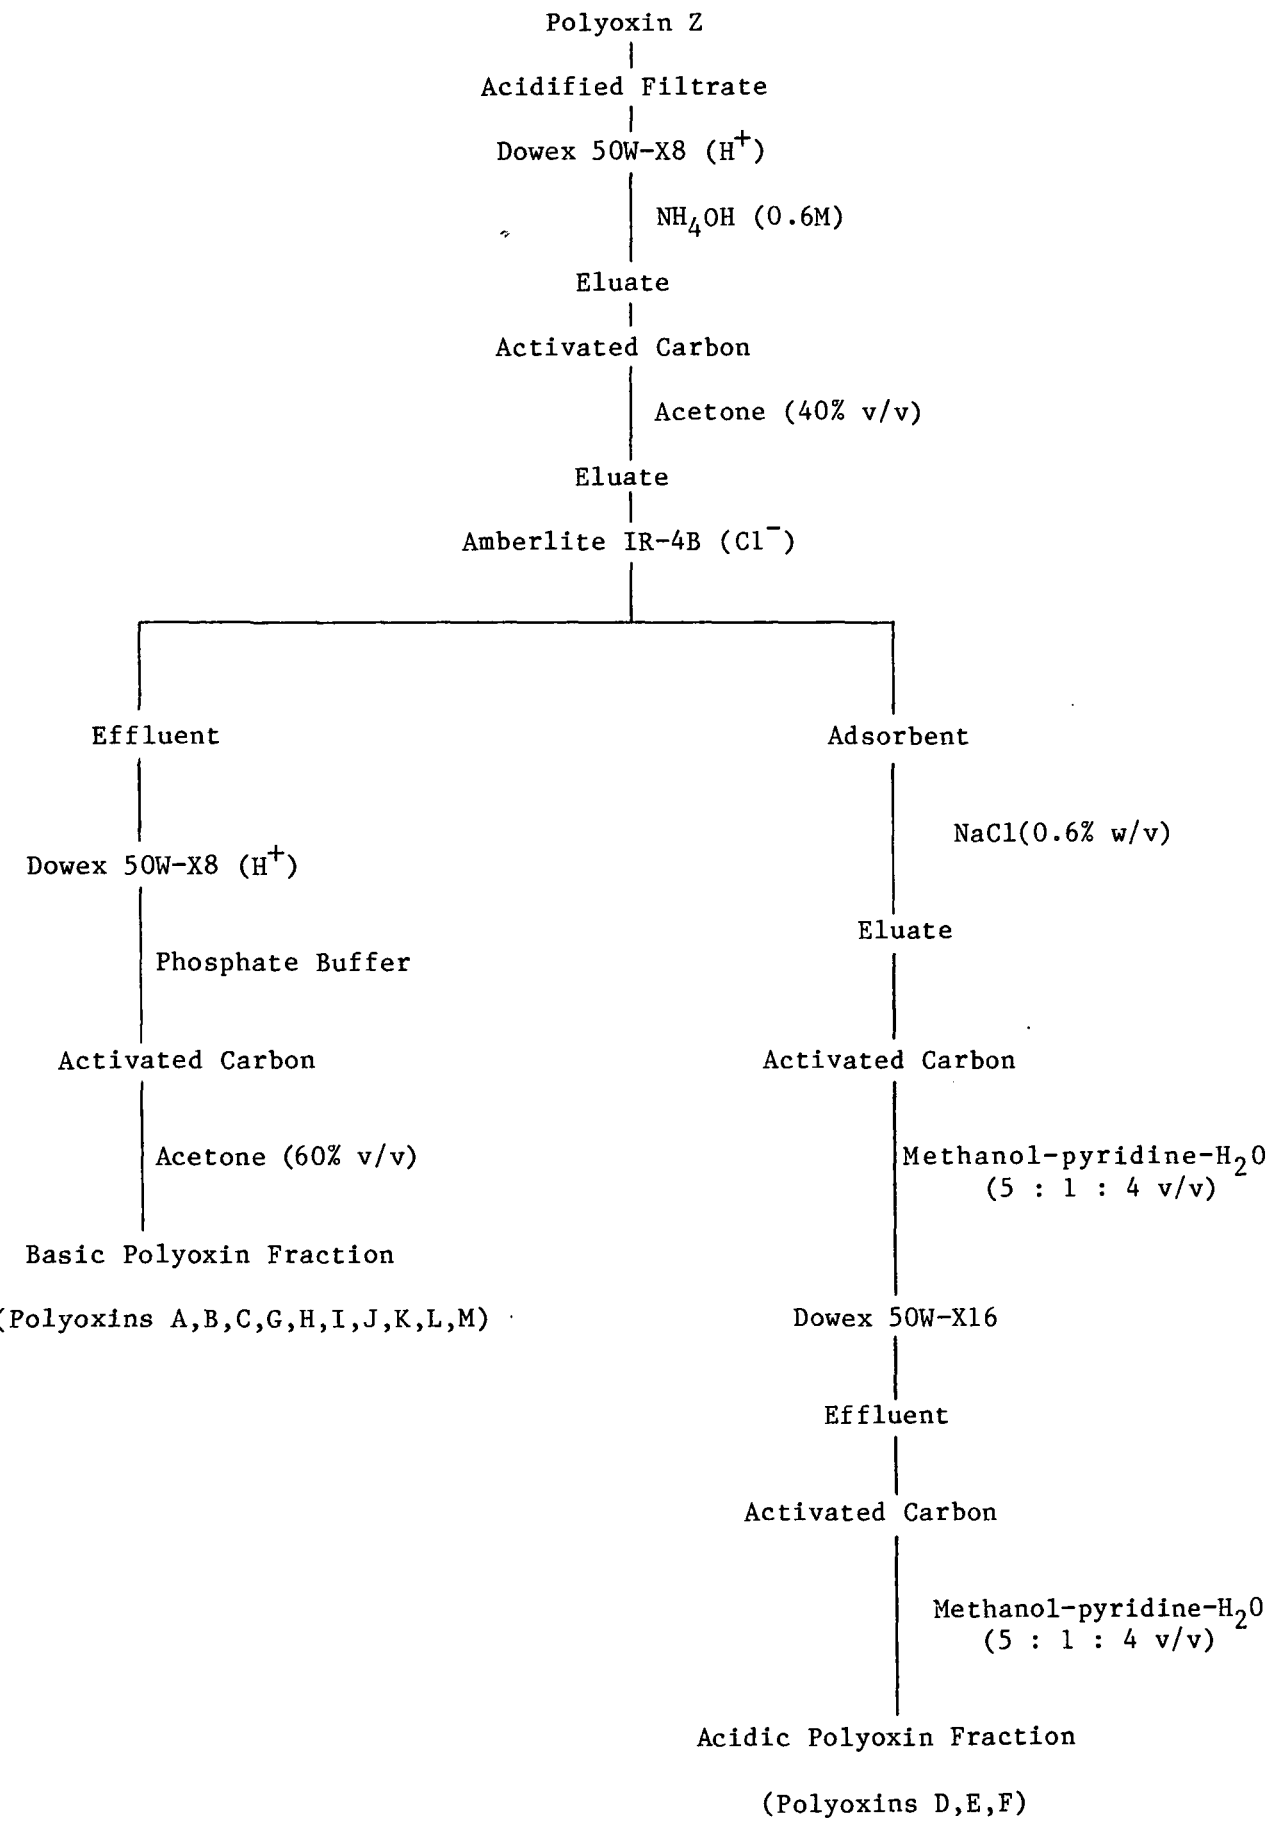 Polyoxin Z
Acidified Filtrate
Dowex 50W-X8 (H⁺)
NH₄OH (0.6M)
Eluate
Activated Carbon
Acetone (40% v/v)
Eluate
Amberlite IR-4B (Cl⁻)
Effluent
Dowex 50W-X8 (H⁺)
Phosphate Buffer
Activated Carbon
Acetone (60% v/v)
Basic Polyoxin Fraction
(Polyoxins A,B,C,G,H,I,J,K,L,M)
Adsorbent
NaCl(0.6% w/v)
Eluate
Activated Carbon
Methanol-pyridine-H₂O
(5 : 1 : 4 v/v)
Dowex 50W-X16
Effluent
Activated Carbon
Methanol-pyridine-H₂O
(5 : 1 : 4 v/v)
Acidic Polyoxin Fraction
(Polyoxins D,E,F)